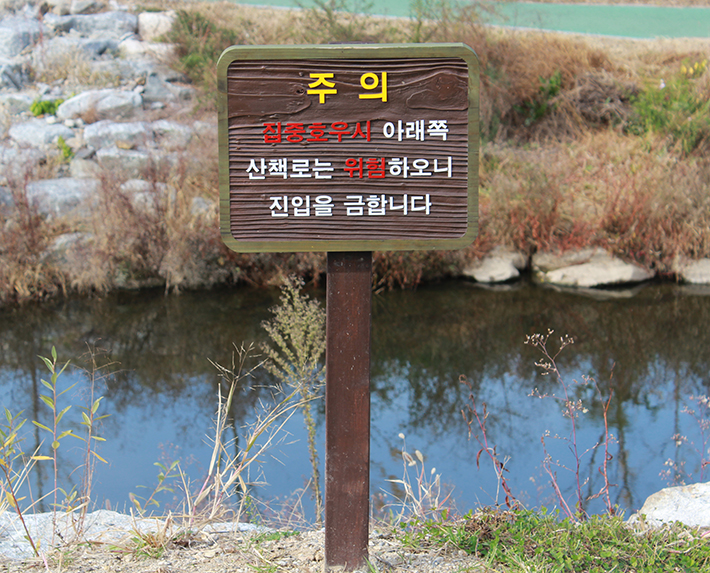 주 의
집중호우시 아래쪽
산책로는 위험하오니
진입을 금합니다